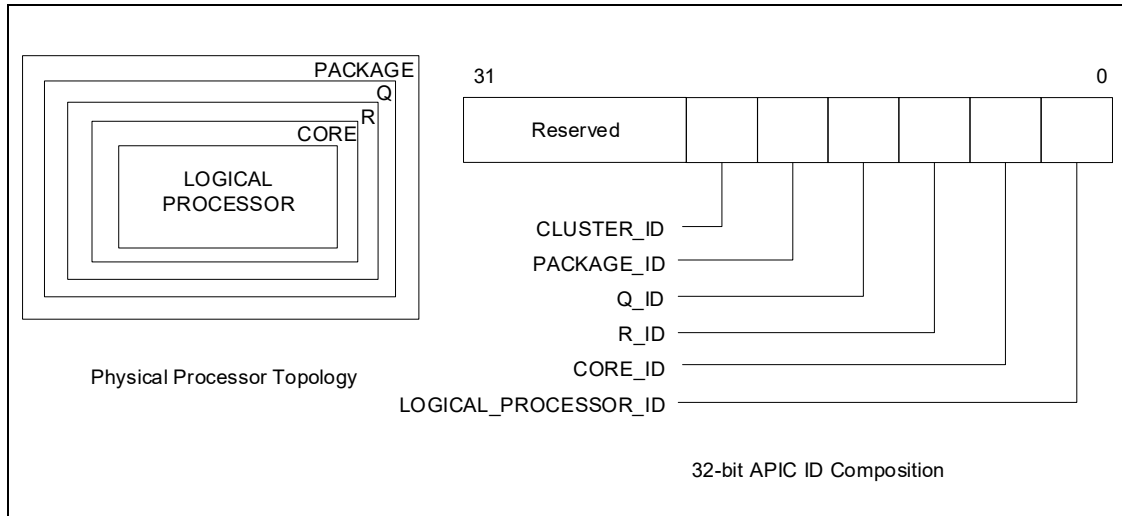 PACKAGE
Q
R
CORE
LOGICAL
PROCESSOR
Physical Processor Topology
31 0
Reserved
CLUSTER_ID
PACKAGE_ID
Q_ID
R_ID
CORE_ID
LOGICAL_PROCESSOR_ID
32-bit APIC ID Composition